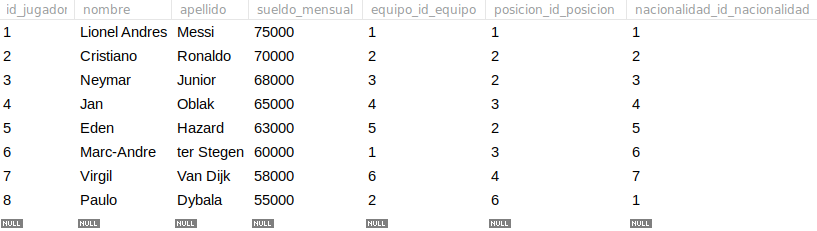 id_jugador nombre apellido sueldo_mensual equipo_id_equipo posicion_id_posicion nacionalidad_id_nacionalidad
1 Lionel Andres Messi 75000 1 1 1
2 Cristiano Ronaldo 70000 2 2 2
3 Neymar Junior 68000 3 2 3
4 Jan Oblak 65000 4 3 4
5 Eden Hazard 63000 5 2 5
6 Marc-Andre ter Stegen 60000 1 3 6
7 Virgil Van Dijk 58000 6 4 7
8 Paulo Dybala 55000 2 6 1
NULL NULL NULL NULL NULL NULL NULL